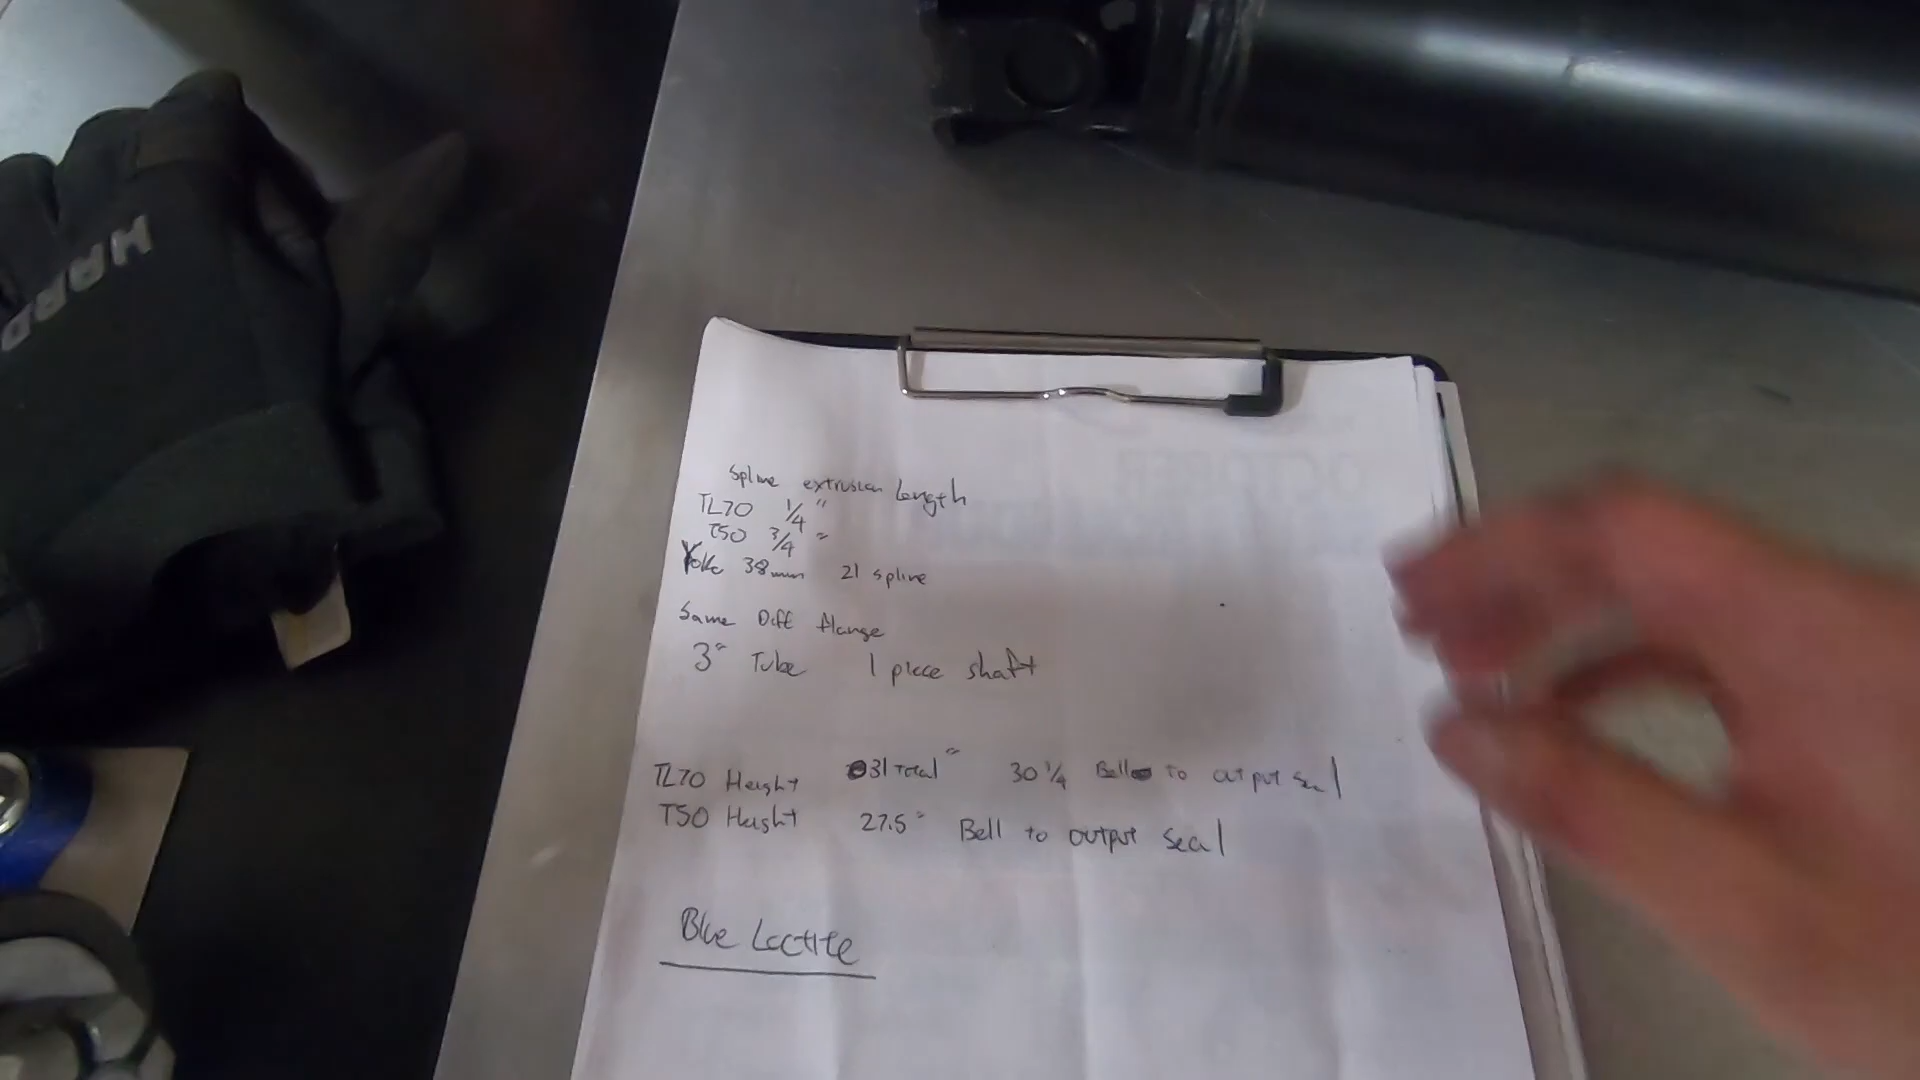 HARD
Spline extrusion Length
TL70 1/4"
T50 3/4"
Yoke 38mm 21 spline
Same Diff flange
3" Tube 1 piece shaft
TL70 Height 31 Total" 30 1/4 Bell to output seal
T50 Height 27.5" Bell to output seal
Blue Loctite